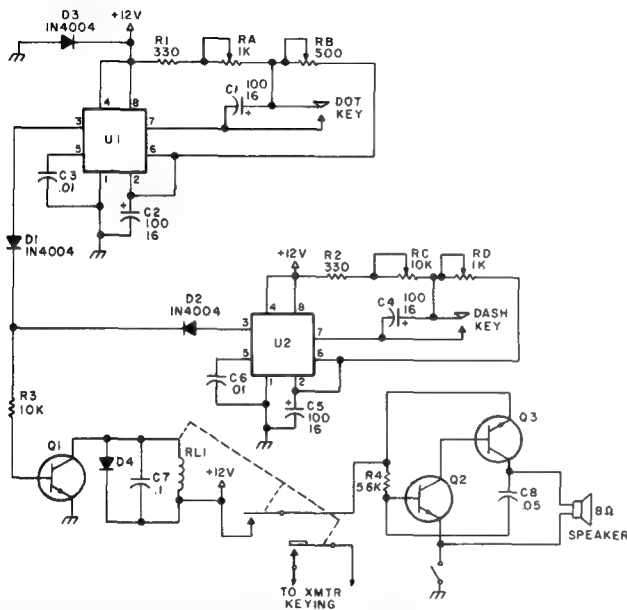 D3
1N4004
+12V
R1
330
RA
1K
RB
500
C1
100
16
+
DOT
KEY
4
8
3
7
U1
5
6
1
2
C3
.01
+
C2
100
16
D1
1N4004
+12V
R2
330
RC
10K
RD
1K
D2
1N4004
C4
100
16
+
DASH
KEY
4
8
3
7
U2
5
6
1
2
C6
.01
+
C5
100
16
R3
10K
Q1
D4
C7
.1
RL1
+12V
R4
56K
Q2
Q3
C8
.05
8Ω
SPEAKER
TO XMTR
KEYING